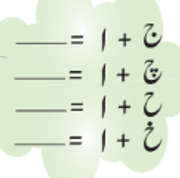 ج + ا = ____
چ + ا = ____
ح + ا = ____
خ + ا = ____